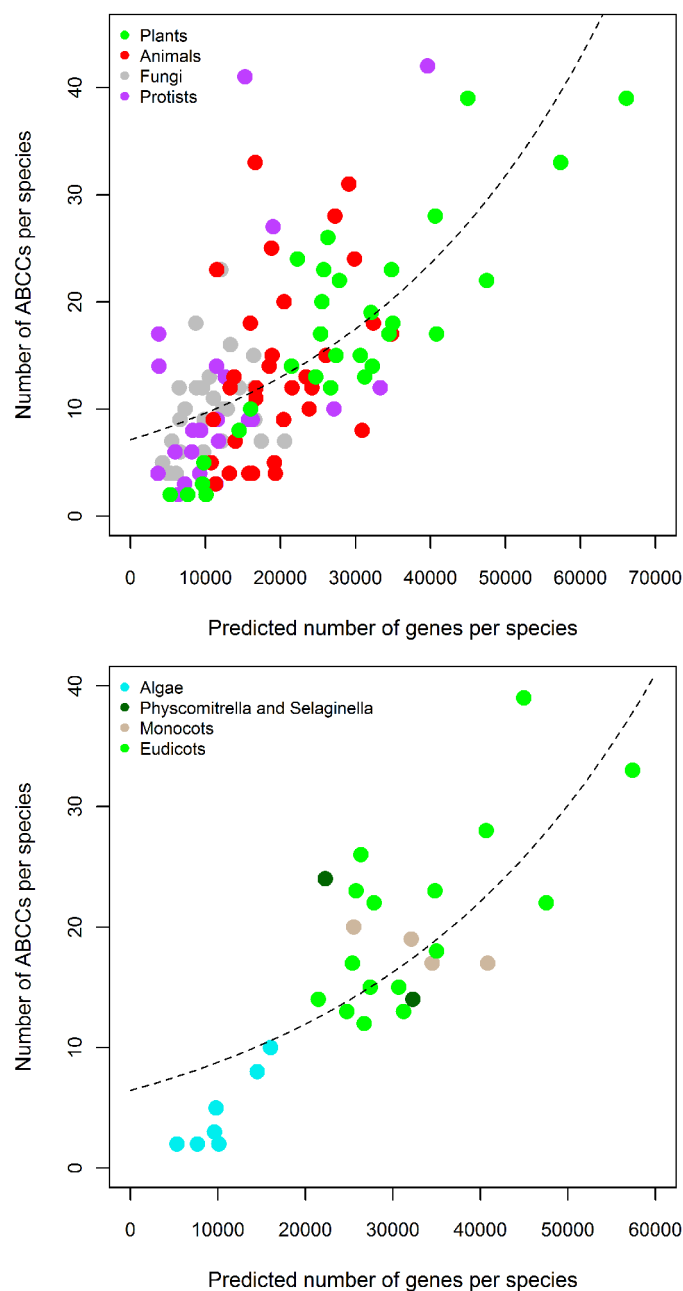 Plants
Animals
Fungi
Protists
Number of ABCCs per species
0
10
20
30
40
0 10000 20000 30000 40000 50000 60000 70000
Predicted number of genes per species
Algae
Physcomitrella and Selaginella
Monocots
Eudicots
Number of ABCCs per species
0
10
20
30
40
0 10000 20000 30000 40000 50000 60000
Predicted number of genes per species